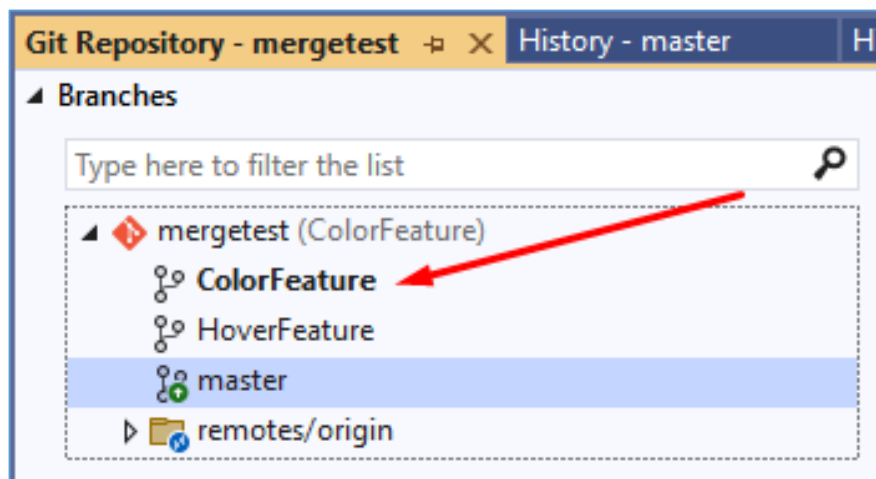 Git Repository - mergetest
History - master
H
Branches
Type here to filter the list
mergetest (ColorFeature)
ColorFeature
HoverFeature
master
remotes/origin